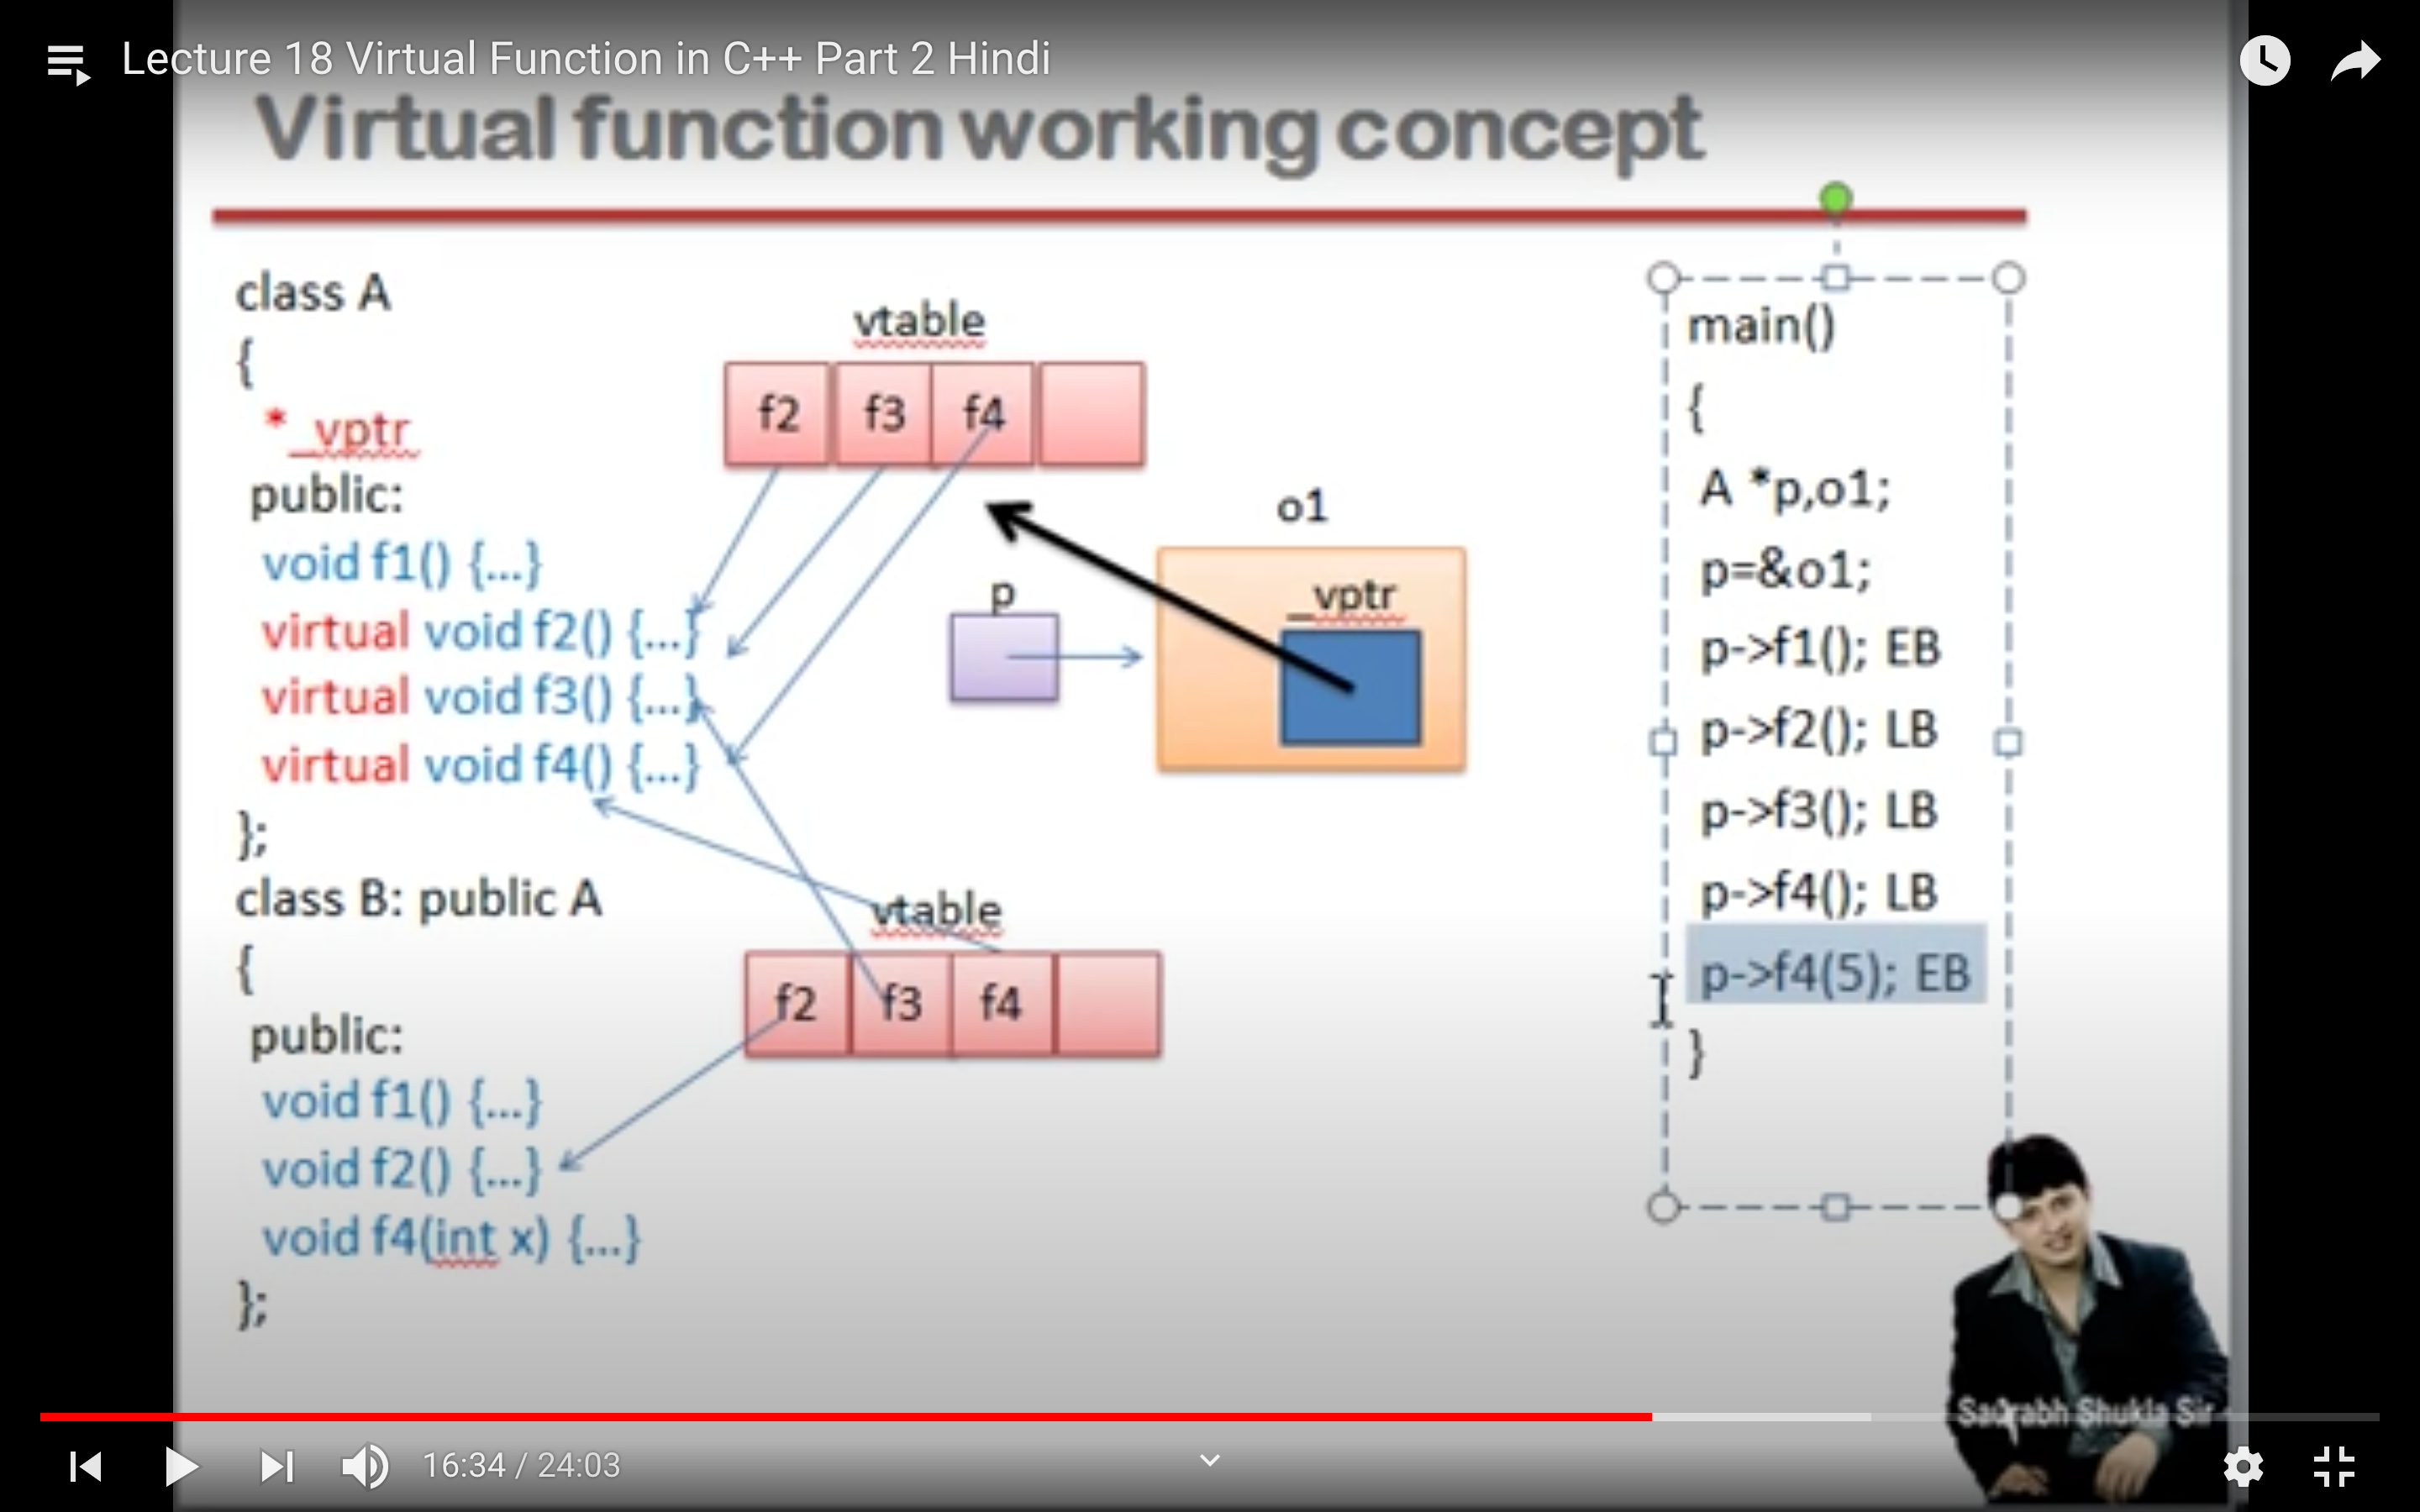 Lecture 18 Virtual Function in C++ Part 2 Hindi
Virtual function working concept
class A
{
*_vptr
public:
void f1() {...}
virtual void f2() {...}
virtual void f3() {...}
virtual void f4() {...}
};
class B: public A
{
public:
void f1() {...}
void f2() {...}
void f4(int x) {...}
};
vtable
f2 f3 f4
o1
p
_vptr
vtable
f2 f3 f4
main()
{
A *p,o1;
p=&o1;
p->f1(); EB
p->f2(); LB
p->f3(); LB
p->f4(); LB
p->f4(5); EB
}
Saurabh Shukla Sir
16:34 / 24:03